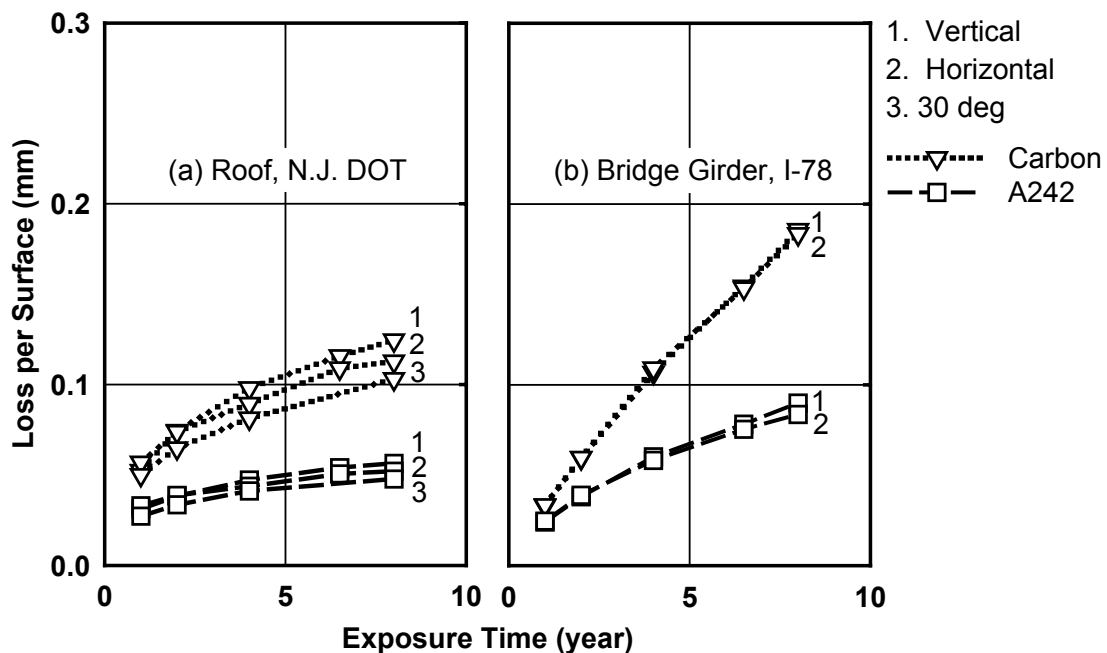 0.3
0.2
0.1
0.0
Loss per Surface (mm)
(a) Roof, N.J. DOT
1
2
3
1
2
3
0
5
10
(b) Bridge Girder, I-78
1
2
1
2
0
5
10
Exposure Time (year)
1. Vertical
2. Horizontal
3. 30 deg
Carbon
A242